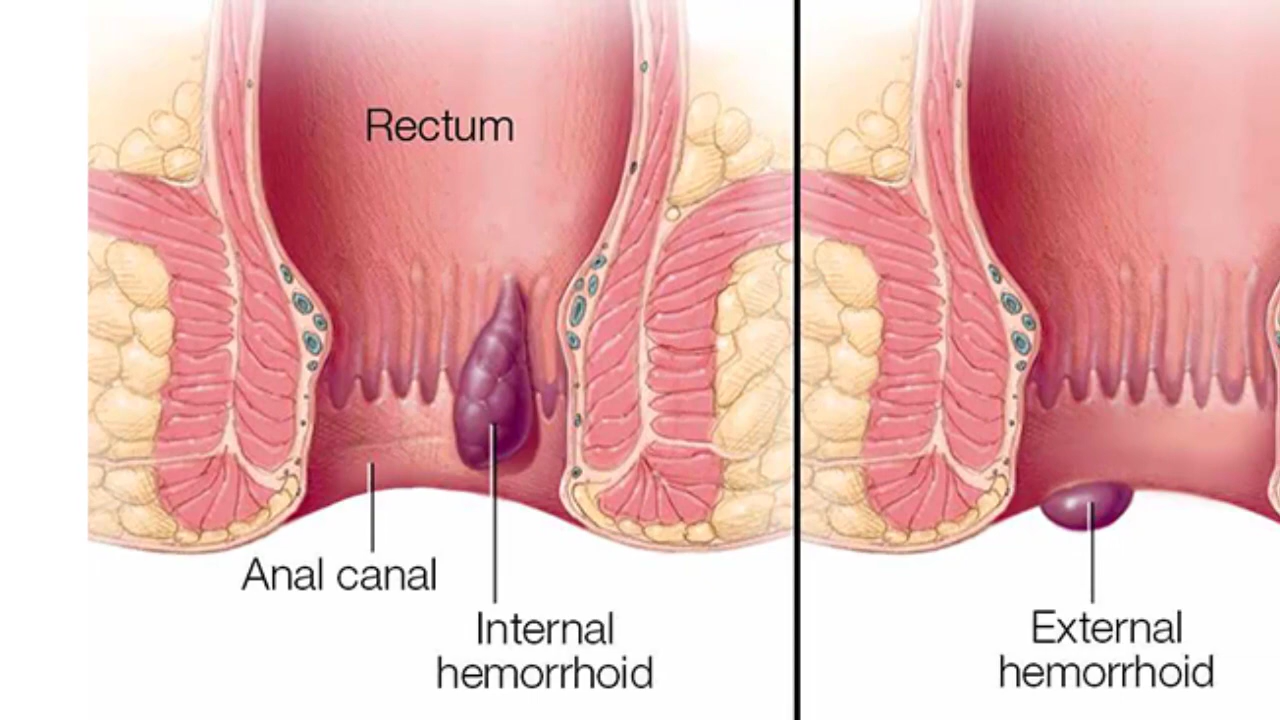 Rectum
Anal canal
Internal
hemorrhoid
External
hemorrhoid